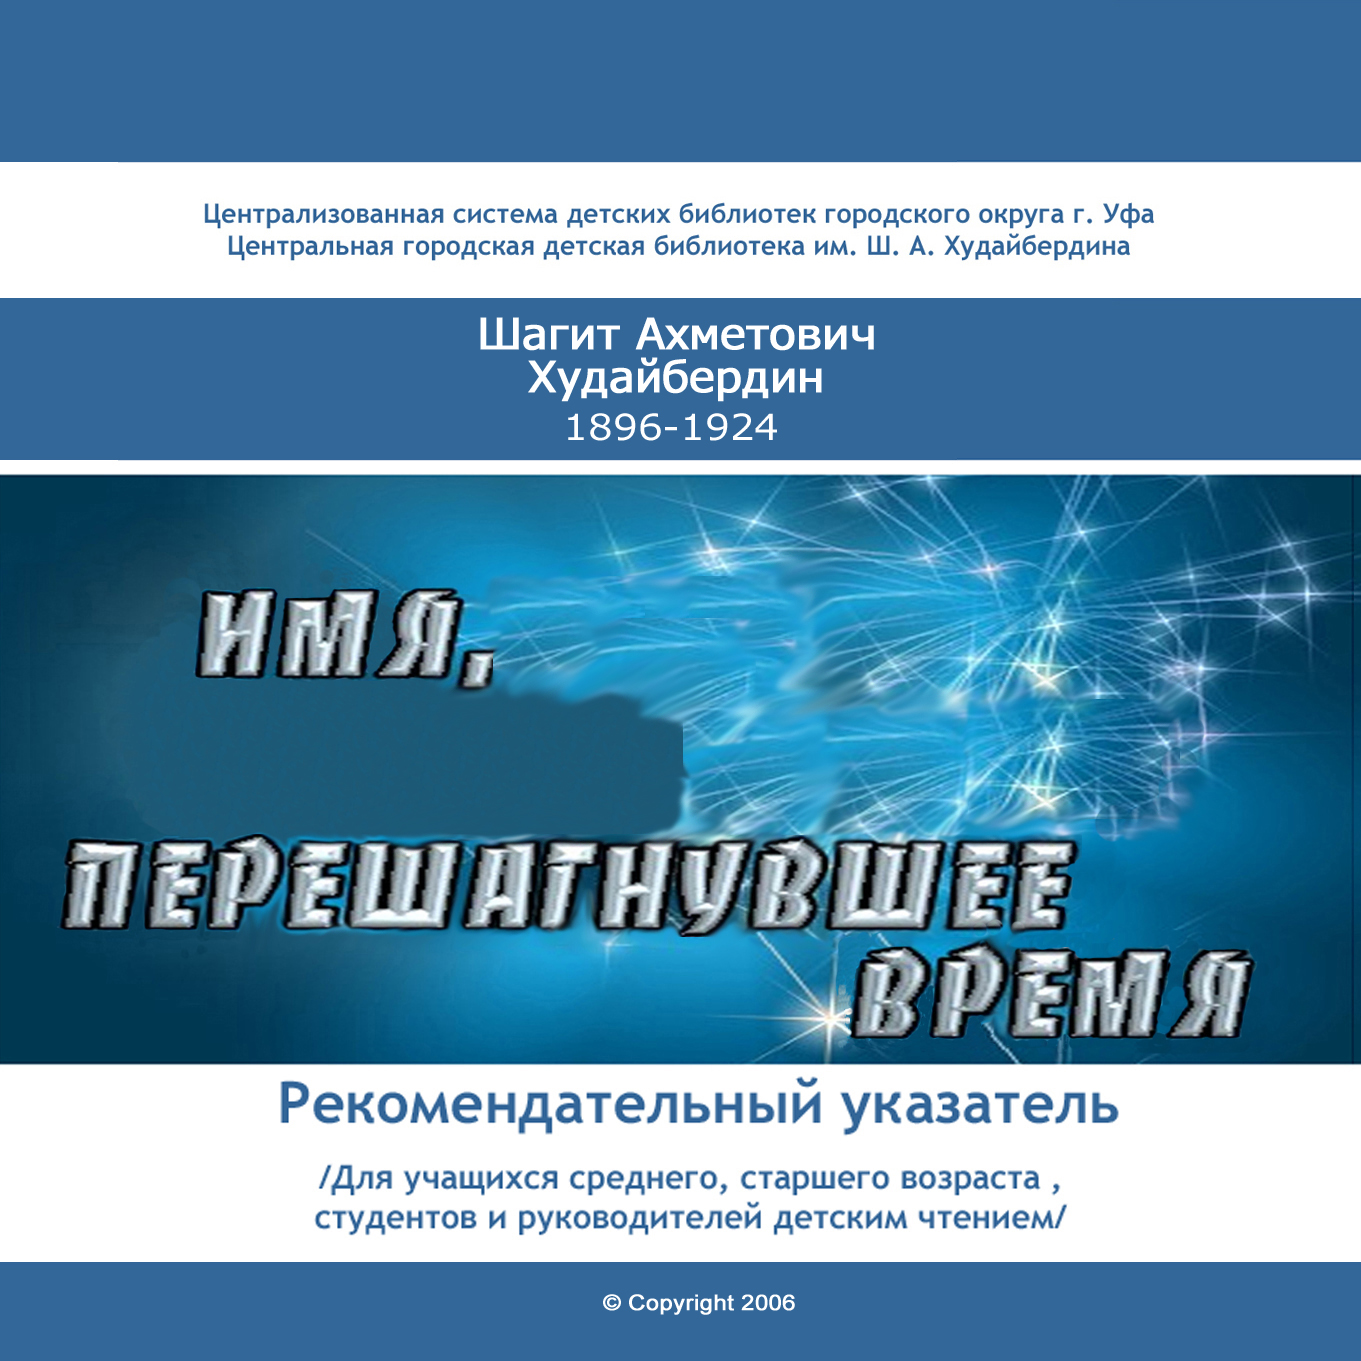 Централизованная система детских библиотек городского округа г. Уфа
Центральная городская детская библиотека им. Ш. А. Худайбердина
Шагит Ахметович
Худайбердин
1896-1924
ИМЯ,
ПЕРЕШАГНУВШЕЕ
ВРЕМЯ
Рекомендательный указатель
/Для учащихся среднего, старшего возраста ,
студентов и руководителей детским чтением/
© Copyright 2006